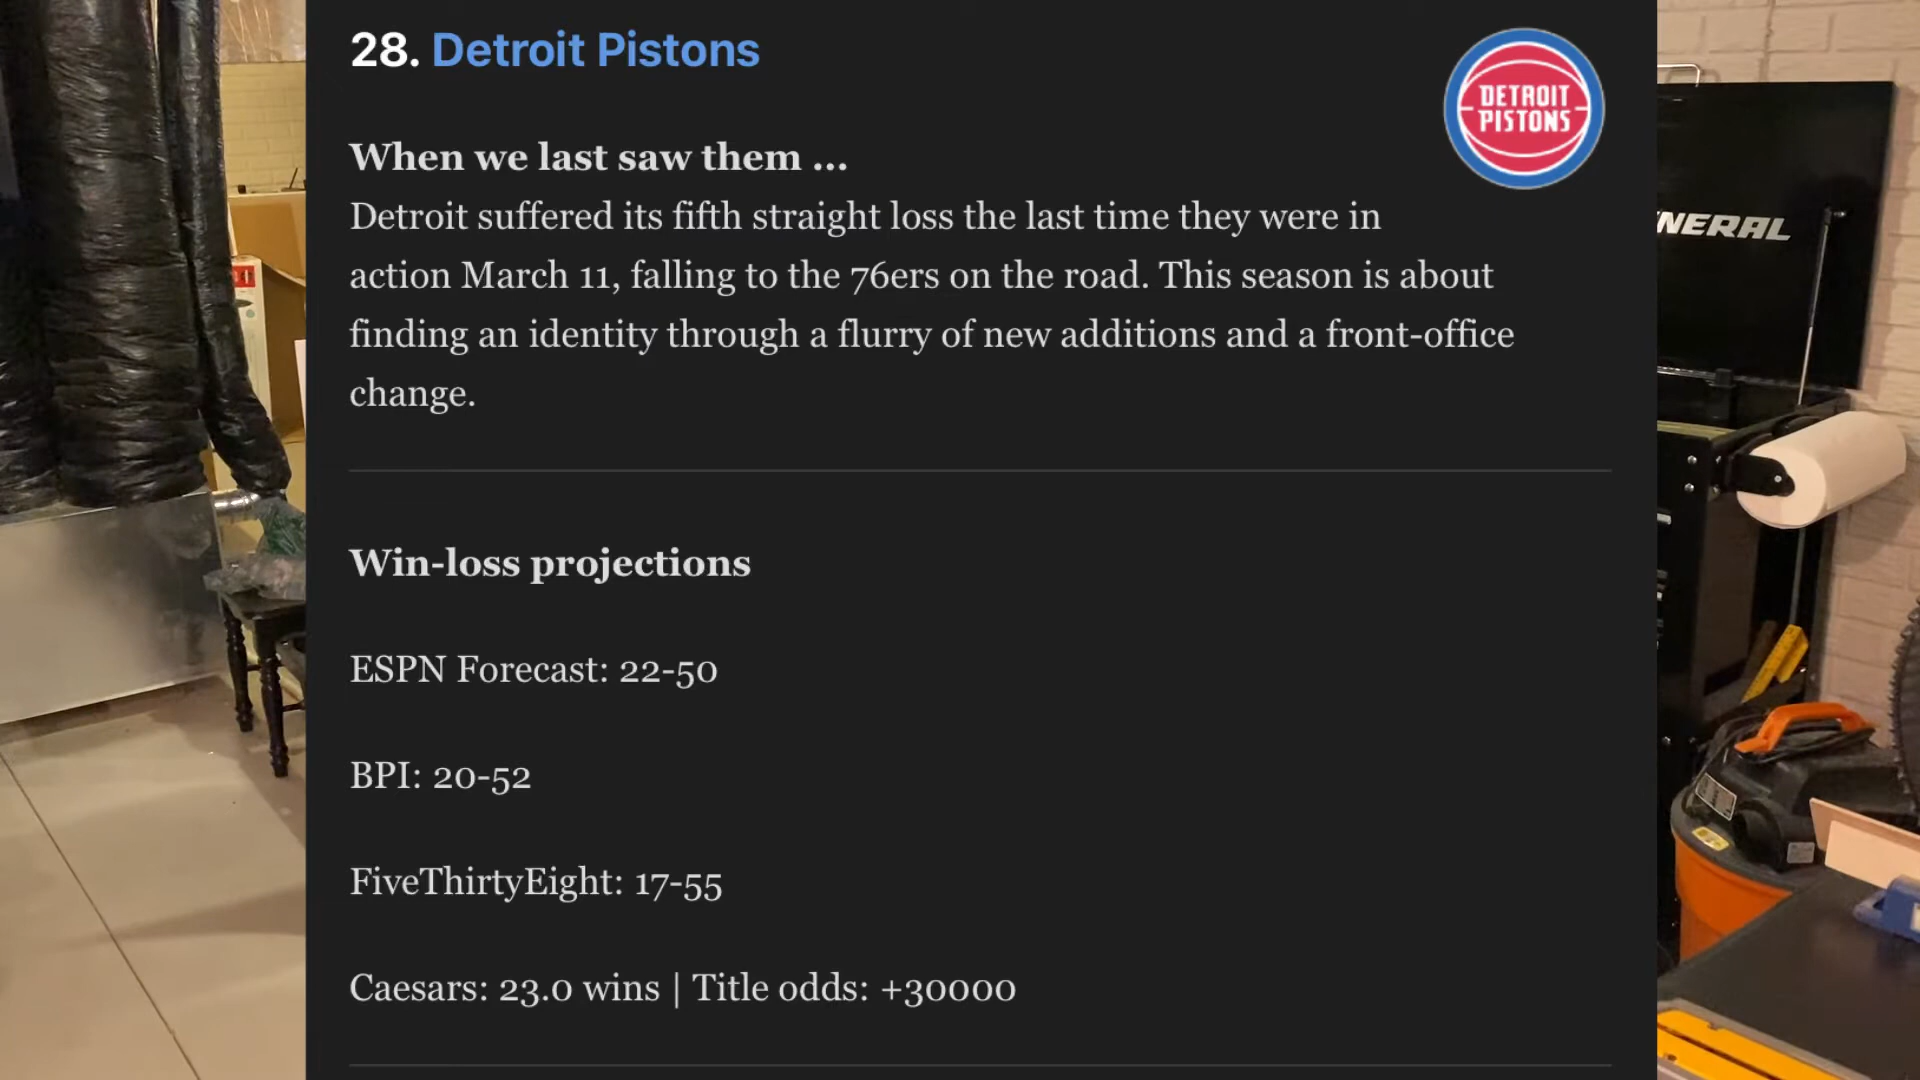 28. Detroit Pistons
DETROIT
PISTONS
When we last saw them ...
Detroit suffered its fifth straight loss the last time they were in
action March 11, falling to the 76ers on the road. This season is about
finding an identity through a flurry of new additions and a front-office
change.
NERAL
Win-loss projections
ESPN Forecast: 22-50
BPI: 20-52
FiveThirtyEight: 17-55
Caesars: 23.0 wins | Title odds: +30000